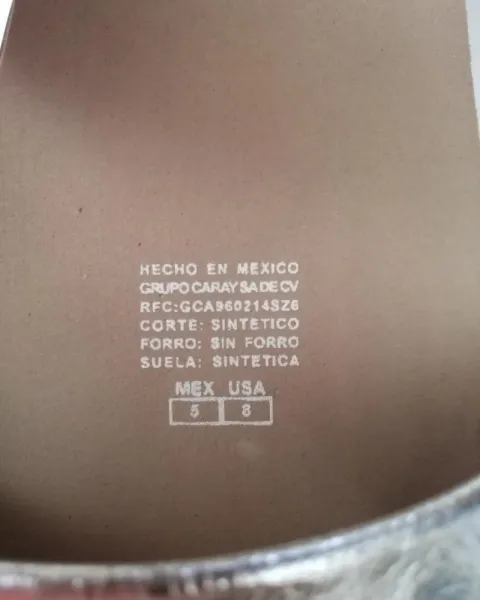 HECHO EN MEXICO
GRUPO CARAY SA DE CV
RFC:GCA960214SZ6
CORTE: SINTETICO
FORRO: SIN FORRO
SUELA: SINTETICA
MEX USA
5 8